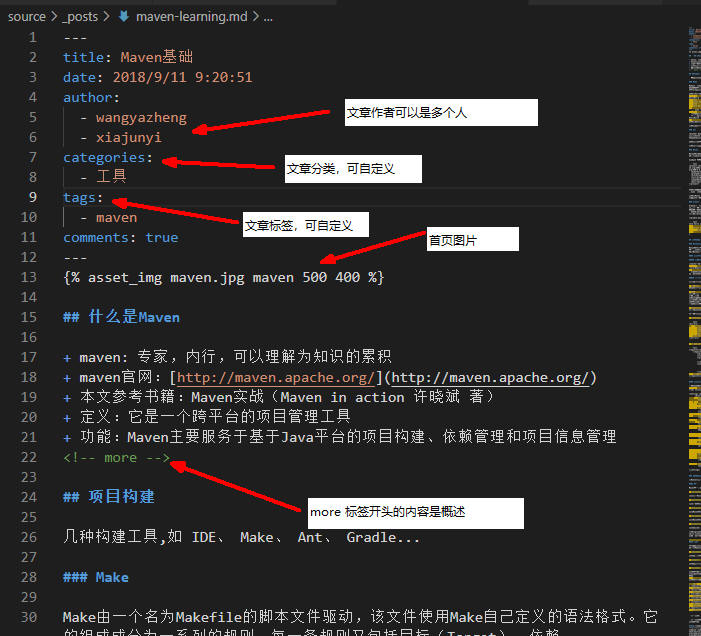 source > _posts > maven-learning.md > ...
1 ---
2 title: Maven基础
3 date: 2018/9/11 9:20:51
4 author:
5 - wangyazheng
文章作者可以是多个人
6 - xiajunyi
7 categories:
文章分类，可自定义
8 - 工具
9 tags:
10 - maven
文章标签，可自定义
11 comments: true
首页图片
12 ---
13 {% asset_img maven.jpg maven 500 400 %}
14
15 ## 什么是Maven
16
17 + maven: 专家，内行，可以理解为知识的累积
18 + maven官网：[http://maven.apache.org/](http://maven.apache.org/)
19 + 本文参考书籍：Maven实战（Maven in action 许晓斌 著）
20 + 定义：它是一个跨平台的项目管理工具
21 + 功能：Maven主要服务于基于Java平台的项目构建、依赖管理和项目信息管理
22 <!-- more -->
23
24 ## 项目构建
25
more 标签开头的内容是概述
26 几种构建工具,如 IDE、 Make、 Ant、 Gradle...
27
28 ### Make
29
30 Make由一个名为Makefile的脚本文件驱动，该文件使用Make自己定义的语法格式。它
的组成成分为一系列的规则，每一条规则又包括目标（Target）、依赖